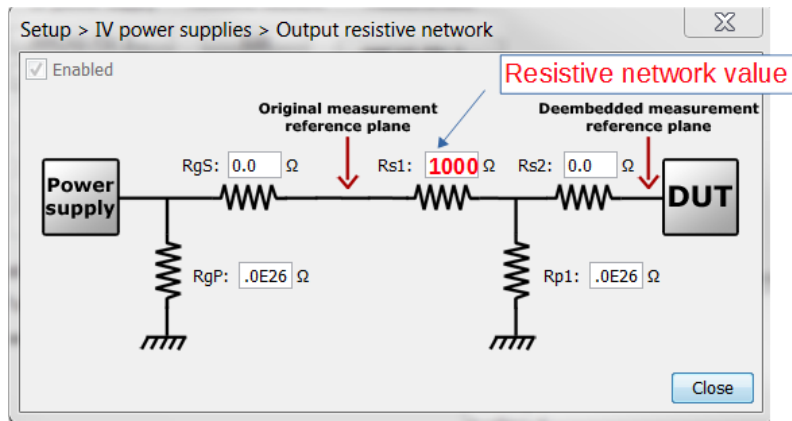 Setup > IV power supplies > Output resistive network
Enabled
Resistive network value
Original measurement
reference plane
Deembedded measurement
reference plane
RgS: 0.0 Ω
Rs1: 1000 Ω
Rs2: 0.0 Ω
Power
supply
DUT
RgP: .0E26 Ω
Rp1: .0E26 Ω
Close